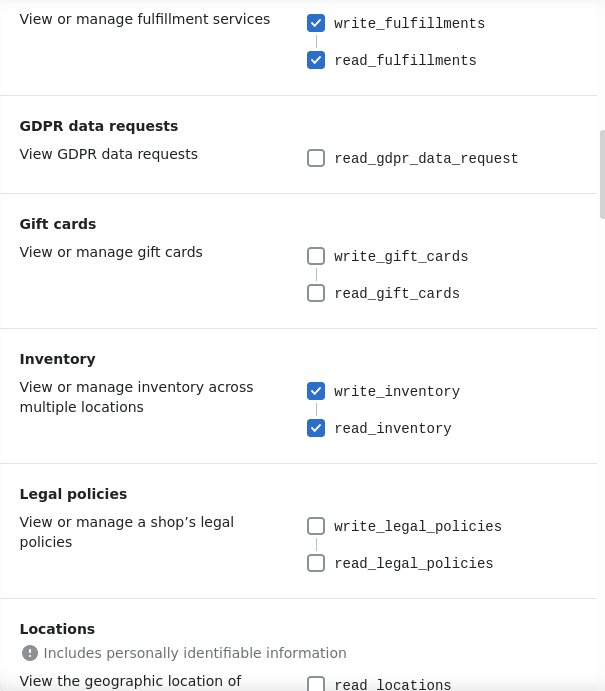 View or manage fulfillment services
write_fulfillments
read_fulfillments
GDPR data requests
View GDPR data requests
read_gdpr_data_request
Gift cards
View or manage gift cards
write_gift_cards
read_gift_cards
Inventory
View or manage inventory across
multiple locations
write_inventory
read_inventory
Legal policies
View or manage a shop’s legal
policies
write_legal_policies
read_legal_policies
Locations
Includes personally identifiable information
View the geographic location of
read_locations